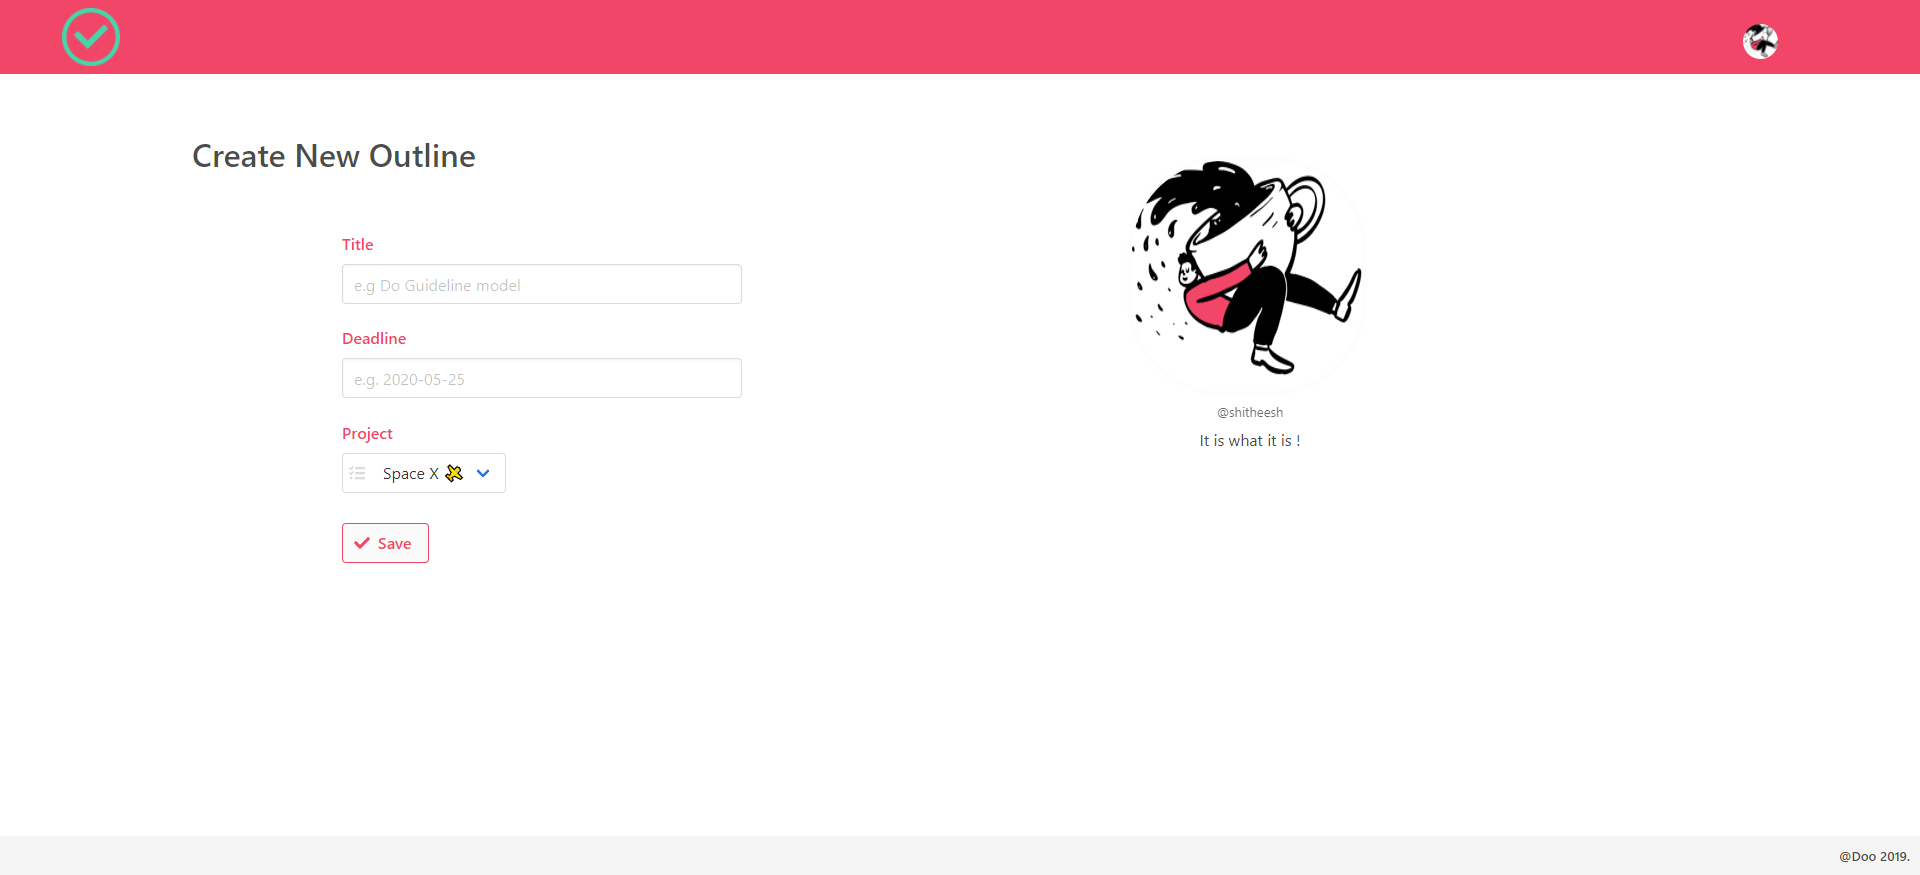 Create New Outline
Title
e.g Do Guideline model
Deadline
e.g. 2020-05-25
Project
Space X
Save
@shitheesh
It is what it is !
@Doo 2019.